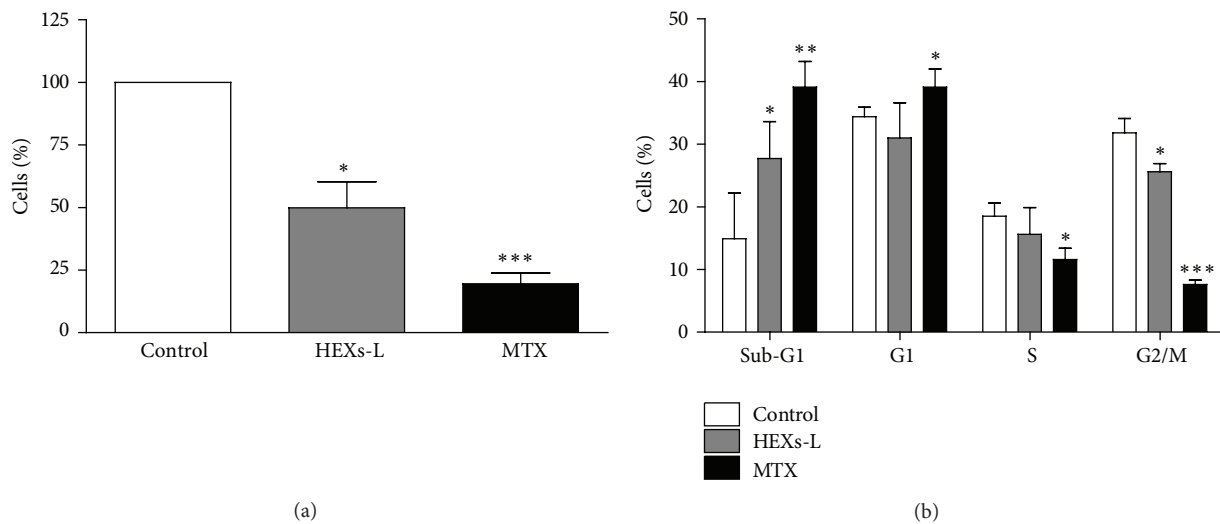 125
100
75
50
25
0
Cells (%)
*
***
Control
HEXs-L
MTX
(a)
50
40
30
20
10
0
Cells (%)
*
**
*
*
*
***
Sub-G1
G1
S
G2/M
Control
HEXs-L
MTX
(b)